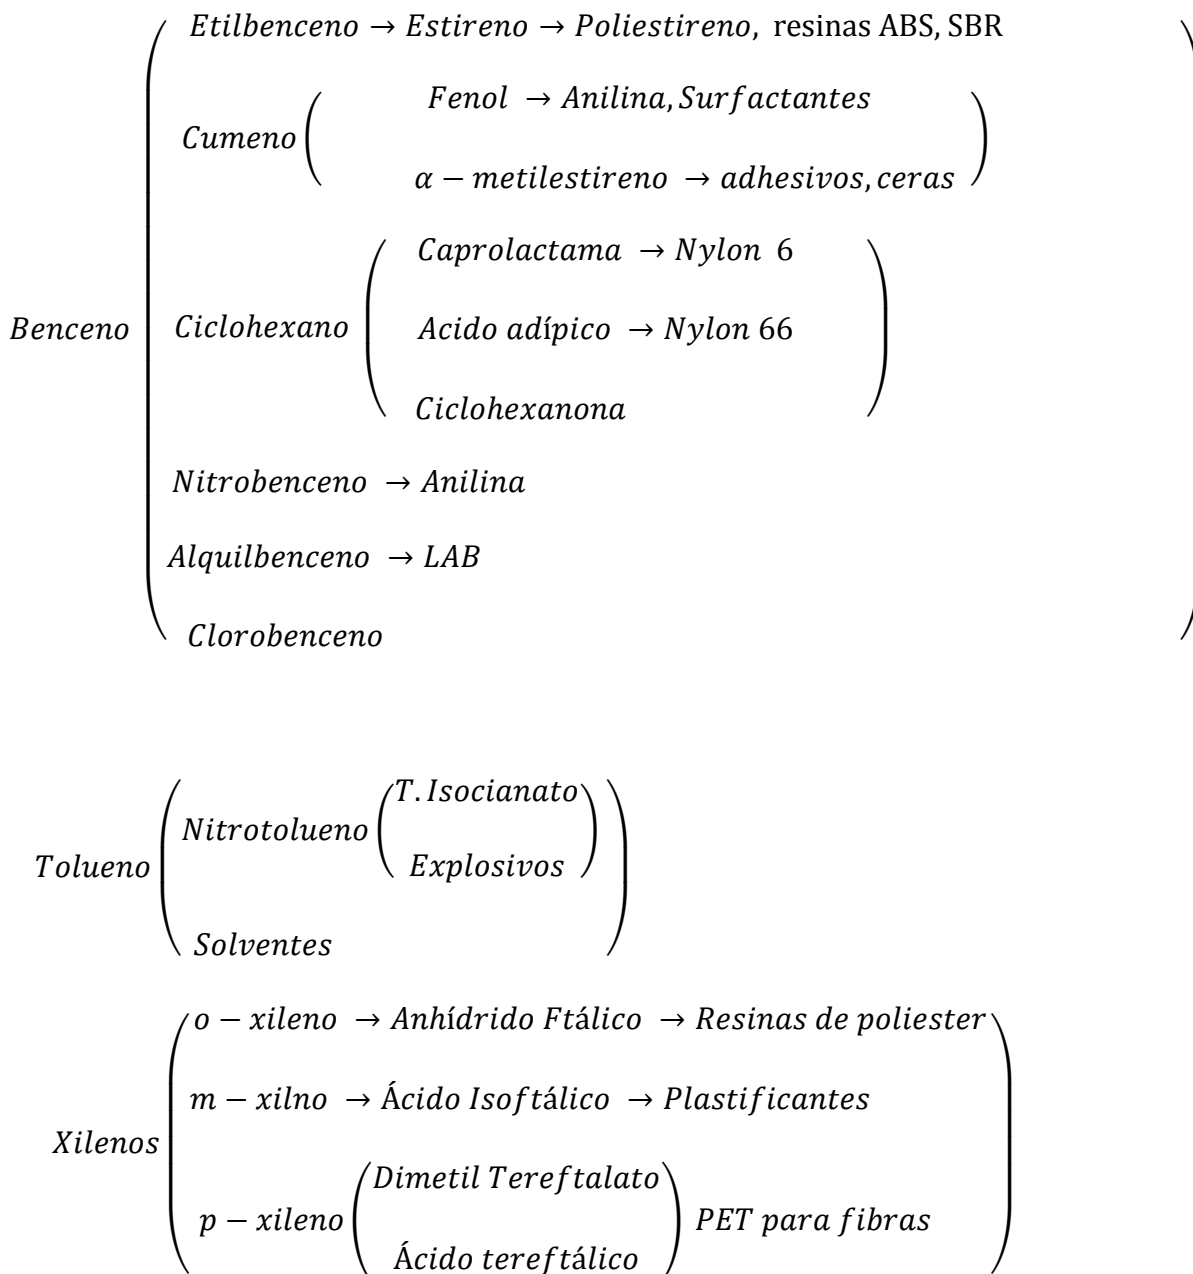 Etilbenceno → Estireno → Poliestireno, resinas ABS, SBR
Fenol → Anilina, Surfactantes
Cumeno
α − metilestireno → adhesivos, ceras
Caprolactama → Nylon 6
Benceno Ciclohexano Acido adípico → Nylon 66
Ciclohexanona
Nitrobenceno → Anilina
Alquilbenceno → LAB
Clorobenceno
T. Isocianato
Nitrotolueno
Tolueno Explosivos
Solventes
o − xileno → Anhídrido Ftálico → Resinas de poliester
m − xilno → Ácido Isoftálico → Plastificantes
Xilenos
Dimetil Tereftalato
p − xileno PET para fibras
Ácido tereftálico